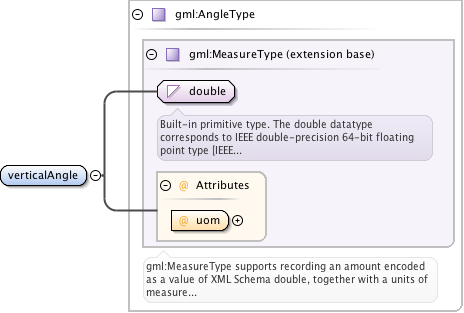 gml:AngleType
gml:MeasureType (extension base)
double
Built-in primitive type. The double datatype
corresponds to IEEE double-precision 64-bit floating
point type [IEEE...
verticalAngle
@ Attributes
@ uom
gml:MeasureType supports recording an amount encoded
as a value of XML Schema double, together with a units of
measure...